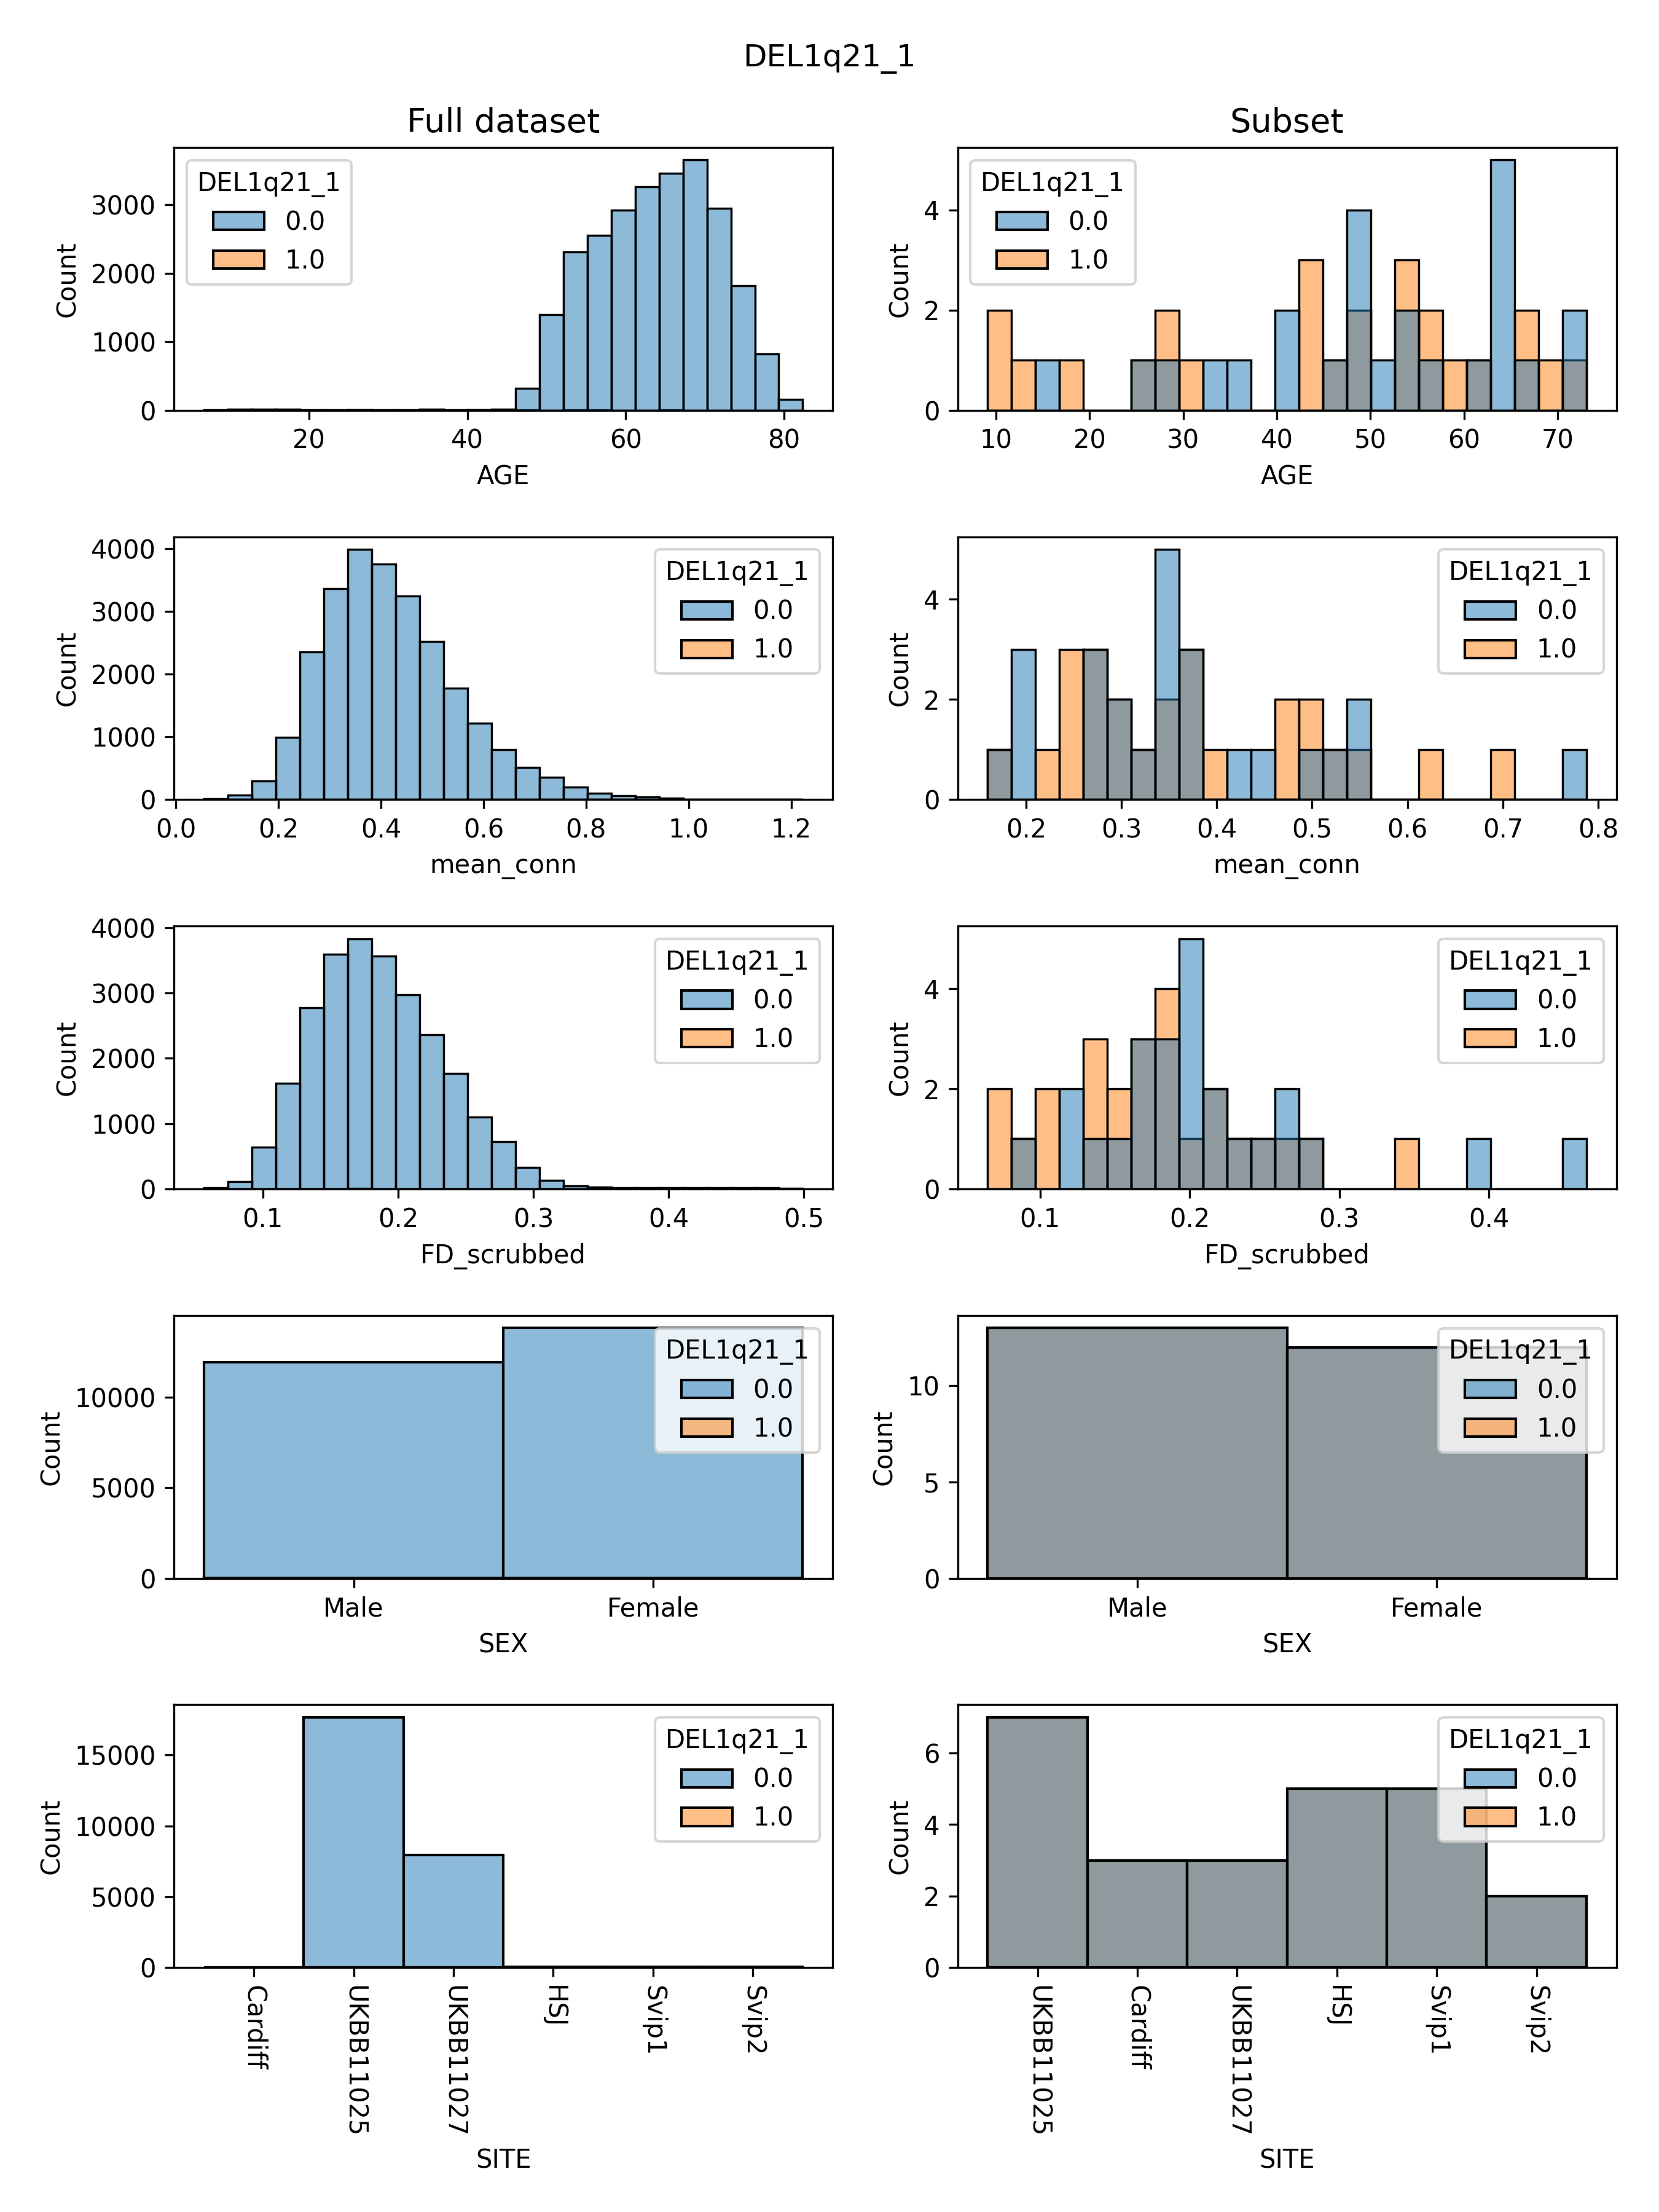 DEL1q21_1
Full dataset
Subset
DEL1q21_1
0.0
1.0
Count
3000
2000
1000
0
20 40 60 80
AGE
DEL1q21_1
0.0
1.0
Count
4
2
0
10 20 30 40 50 60 70
AGE
DEL1q21_1
0.0
1.0
Count
4000
3000
2000
1000
0
0.0 0.2 0.4 0.6 0.8 1.0 1.2
mean_conn
DEL1q21_1
0.0
1.0
Count
4
2
0
0.2 0.3 0.4 0.5 0.6 0.7 0.8
mean_conn
DEL1q21_1
0.0
1.0
Count
4000
3000
2000
1000
0
0.1 0.2 0.3 0.4 0.5
FD_scrubbed
DEL1q21_1
0.0
1.0
Count
4
2
0
0.1 0.2 0.3 0.4
FD_scrubbed
DEL1q21_1
0.0
1.0
Count
10000
5000
0
Male Female
SEX
DEL1q21_1
0.0
1.0
Count
10
5
0
Male Female
SEX
DEL1q21_1
0.0
1.0
Count
15000
10000
5000
0
Cardiff
UKBB11025
UKBB11027
HSJ
Svip1
Svip2
SITE
DEL1q21_1
0.0
1.0
Count
6
4
2
0
UKBB11025
Cardiff
UKBB11027
HSJ
Svip1
Svip2
SITE